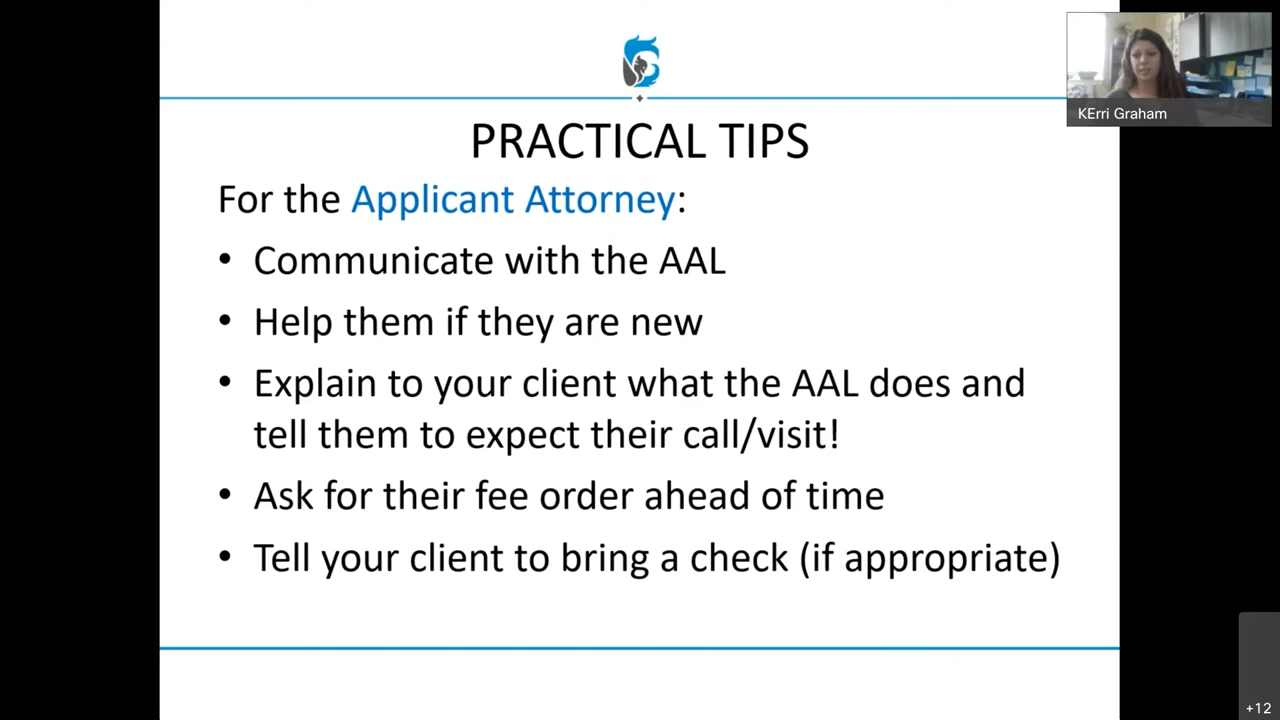 KErri Graham
PRACTICAL TIPS
For the Applicant Attorney:
• Communicate with the AAL
• Help them if they are new
• Explain to your client what the AAL does and
tell them to expect their call/visit!
• Ask for their fee order ahead of time
• Tell your client to bring a check (if appropriate)
+12